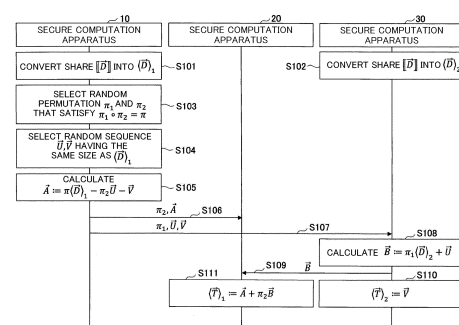 10
20
30
SECURE COMPUTATION APPARATUS
SECURE COMPUTATION APPARATUS
SECURE COMPUTATION APPARATUS
CONVERT SHARE ⟦D⃗⟧ INTO ⟨D⃗⟩₁
S101
S102
CONVERT SHARE ⟦D⃗⟧ INTO ⟨D⃗⟩₂
SELECT RANDOM
PERMUTATION π₁ AND π₂
THAT SATISFY π₁ ∘ π₂ = π
S103
SELECT RANDOM SEQUENCE
U⃗,V⃗ HAVING THE
SAME SIZE AS ⟨D⃗⟩₁
S104
CALCULATE
A⃗ := π⟨D⃗⟩₁ − π₂U⃗ − V⃗
S105
π₂, A⃗
S106
π₁, U⃗, V⃗
S107
S108
CALCULATE B⃗ := π₁⟨D⃗⟩₂ + U⃗
S109
B⃗
S111
⟨T⃗⟩₁ := A⃗ + π₂B⃗
S110
⟨T⃗⟩₂ := V⃗